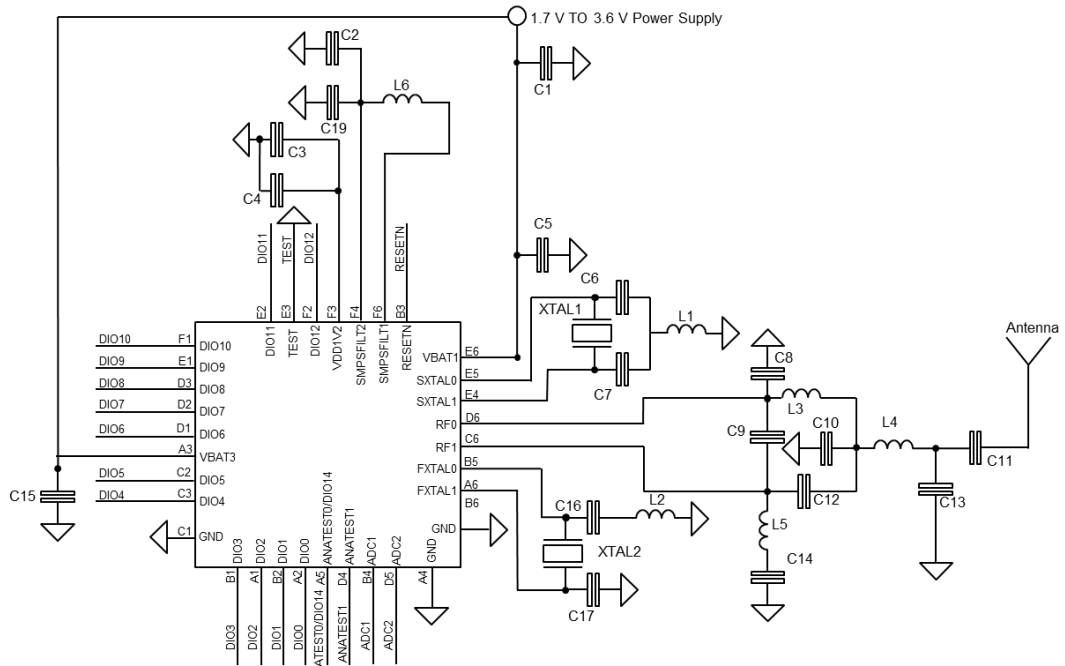 1.7 V TO 3.6 V Power Supply
C2
C1
L6
C19
C3
C4
C5
C6
XTAL1
L1
C7
Antenna
DIO11
TEST
DIO12
RESETN
E2
E3
F2
F3
F4
F6
B3
DIO11
TEST
DIO12
VDD1V2
SMPSFILT2
SMPSFILT1
RESETN
DIO10
F1
DIO10
DIO9
E1
DIO9
DIO8
D3
DIO8
DIO7
D2
DIO7
DIO6
D1
DIO6
A3
VBAT3
DIO5
C2
DIO5
DIO4
C3
DIO4
C15
C1
GND
VBAT1
E6
SXTAL0
E5
SXTAL1
E4
RF0
D6
RF1
C6
FXTAL0
B5
FXTAL1
A6
B6
GND
C8
L3
C9
C10
L4
C11
C12
C13
L5
C14
C16
L2
XTAL2
C17
DIO3
DIO2
DIO1
DIO0
ANATEST0/DIO14
ANATEST1
ADC1
ADC2
GND
B1
A1
B2
A2
A5
D4
B4
D5
A4
DIO3
DIO2
DIO1
DIO0
ATEST0/DIO14
ANATEST1
ADC1
ADC2